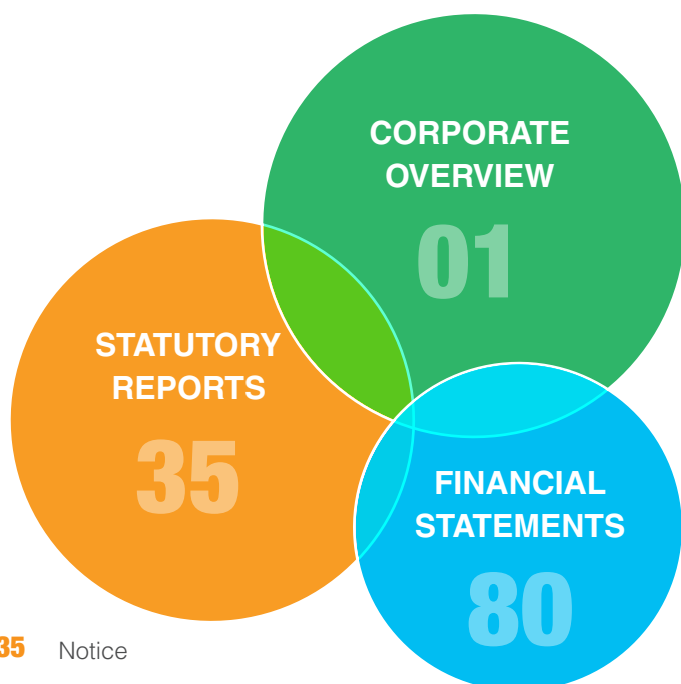 CORPORATE
OVERVIEW
01
STATUTORY
REPORTS
35
FINANCIAL
STATEMENTS
80
35 Notice